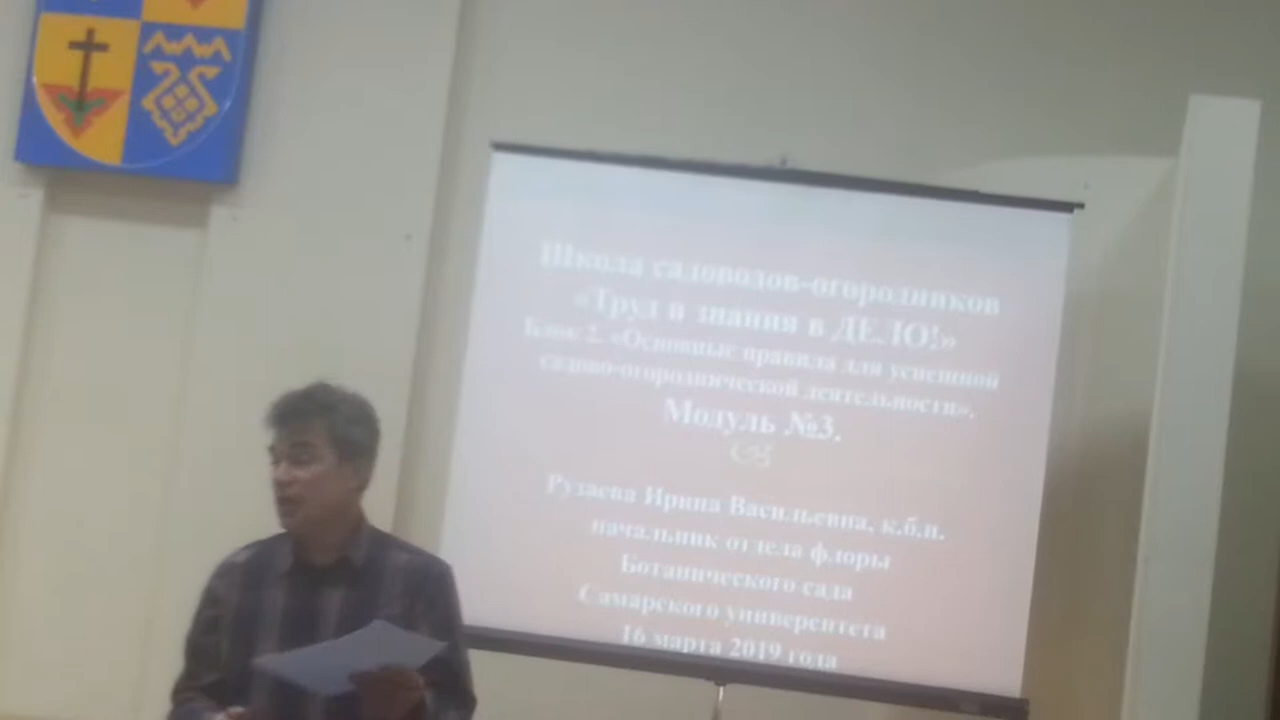 Школа садоводов-огородников
«Труд и знания в ДЕЛО!»
Блок 2. «Основные правила для успешной
садово-огороднической деятельности».
Модуль №3.
Рузаева Ирина Васильевна, к.б.н.
начальник отдела флоры
Ботанического сада
Самарского университета
16 марта 2019 года